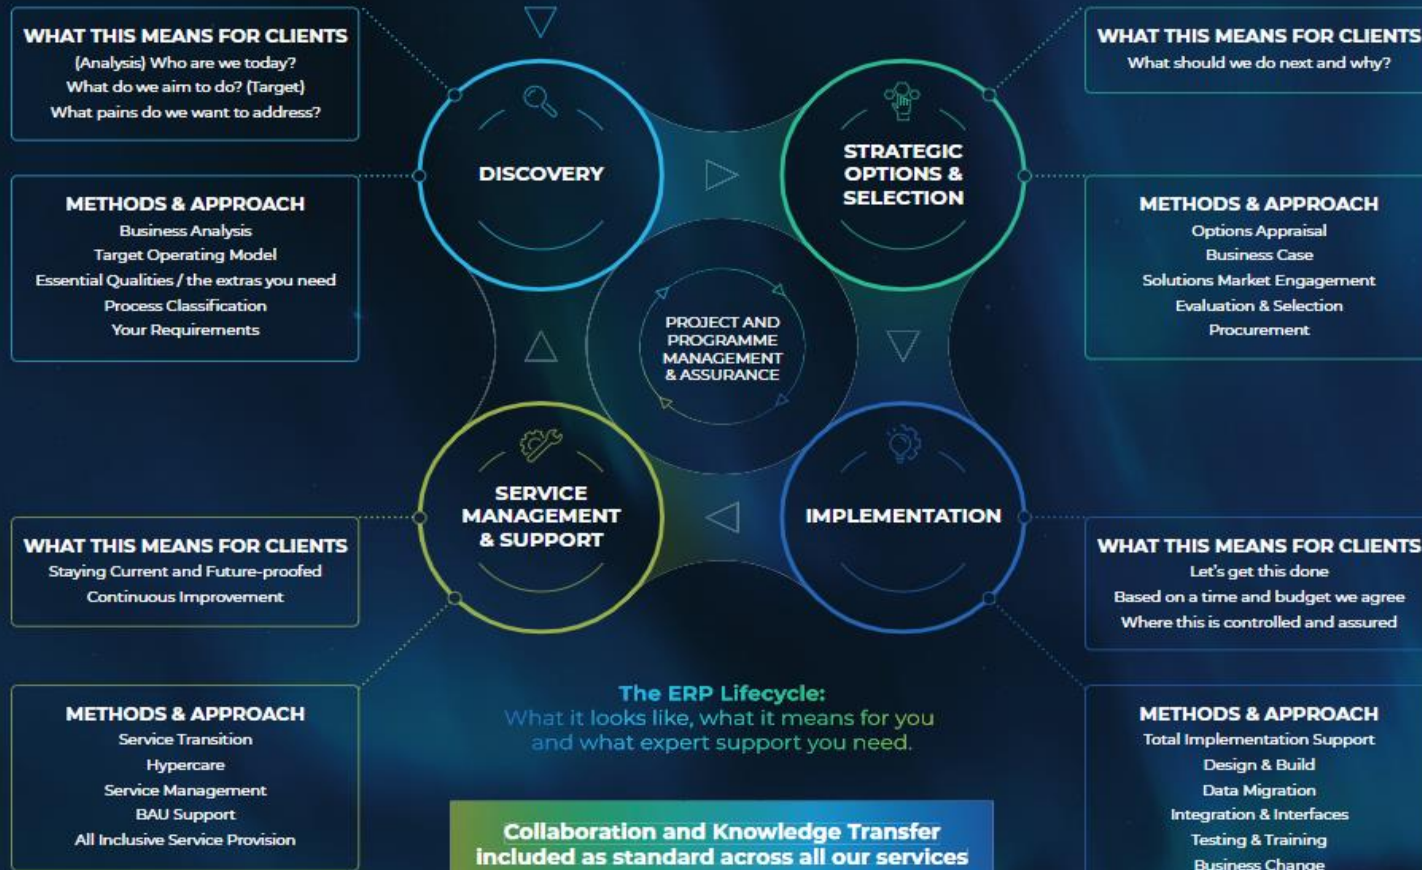 WHAT THIS MEANS FOR CLIENTS
(Analysis) Who are we today?
What do we aim to do? (Target)
What pains do we want to address?
METHODS & APPROACH
Business Analysis
Target Operating Model
Essential Qualities / the extras you need
Process Classification
Your Requirements
DISCOVERY
STRATEGIC
OPTIONS &
SELECTION
WHAT THIS MEANS FOR CLIENTS
What should we do next and why?
METHODS & APPROACH
Options Appraisal
Business Case
Solutions Market Engagement
Evaluation & Selection
Procurement
PROJECT AND
PROGRAMME
MANAGEMENT
& ASSURANCE
SERVICE
MANAGEMENT
& SUPPORT
IMPLEMENTATION
WHAT THIS MEANS FOR CLIENTS
Staying Current and Future-proofed
Continuous Improvement
METHODS & APPROACH
Service Transition
Hypercare
Service Management
BAU Support
All Inclusive Service Provision
WHAT THIS MEANS FOR CLIENTS
Let's get this done
Based on a time and budget we agree
Where this is controlled and assured
METHODS & APPROACH
Total Implementation Support
Design & Build
Data Migration
Integration & Interfaces
Testing & Training
Business Change
The ERP Lifecycle:
What it looks like, what it means for you
and what expert support you need.
Collaboration and Knowledge Transfer
included as standard across all our services